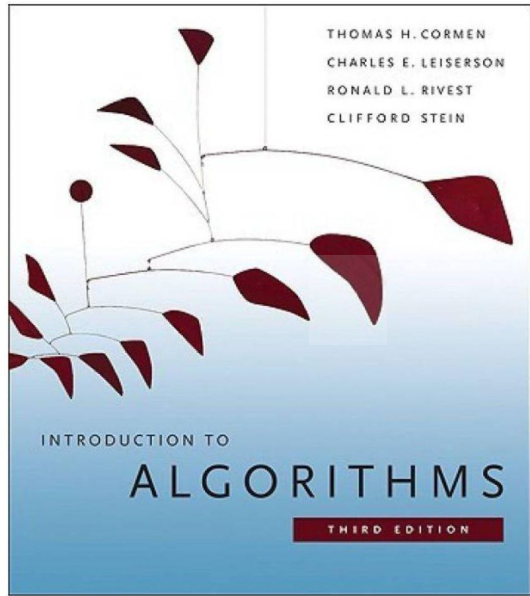 THOMAS H. CORMEN
CHARLES E. LEISERSON
RONALD L. RIVEST
CLIFFORD STEIN
INTRODUCTION TO
ALGORITHMS
THIRD EDITION